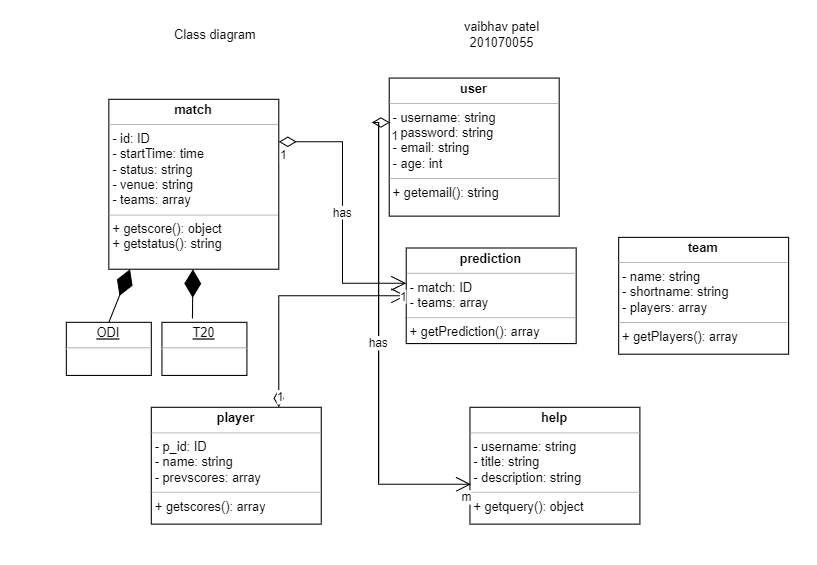 Class diagram
vaibhav patel
201070055
match
- id: ID
- startTime: time
- status: string
- venue: string
- teams: array
+ getscore(): object
+ getstatus(): string
1
user
- username: string
1 password: string
- email: string
- age: int
+ getemail(): string
has
prediction
- match: ID
- teams: array
+ getPrediction(): array
1
team
- name: string
- shortname: string
- players: array
+ getPlayers(): array
ODI
T20
has
1
player
- p_id: ID
- name: string
- prevscores: array
+ getscores(): array
help
- username: string
- title: string
- description: string
+ getquery(): object
m